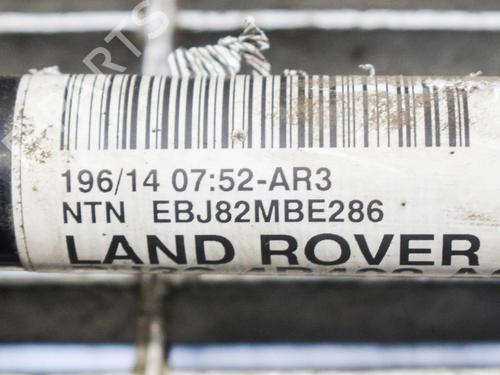 196/14 07:52-AR3
NTN EBJ82MBE286
LAND ROVER